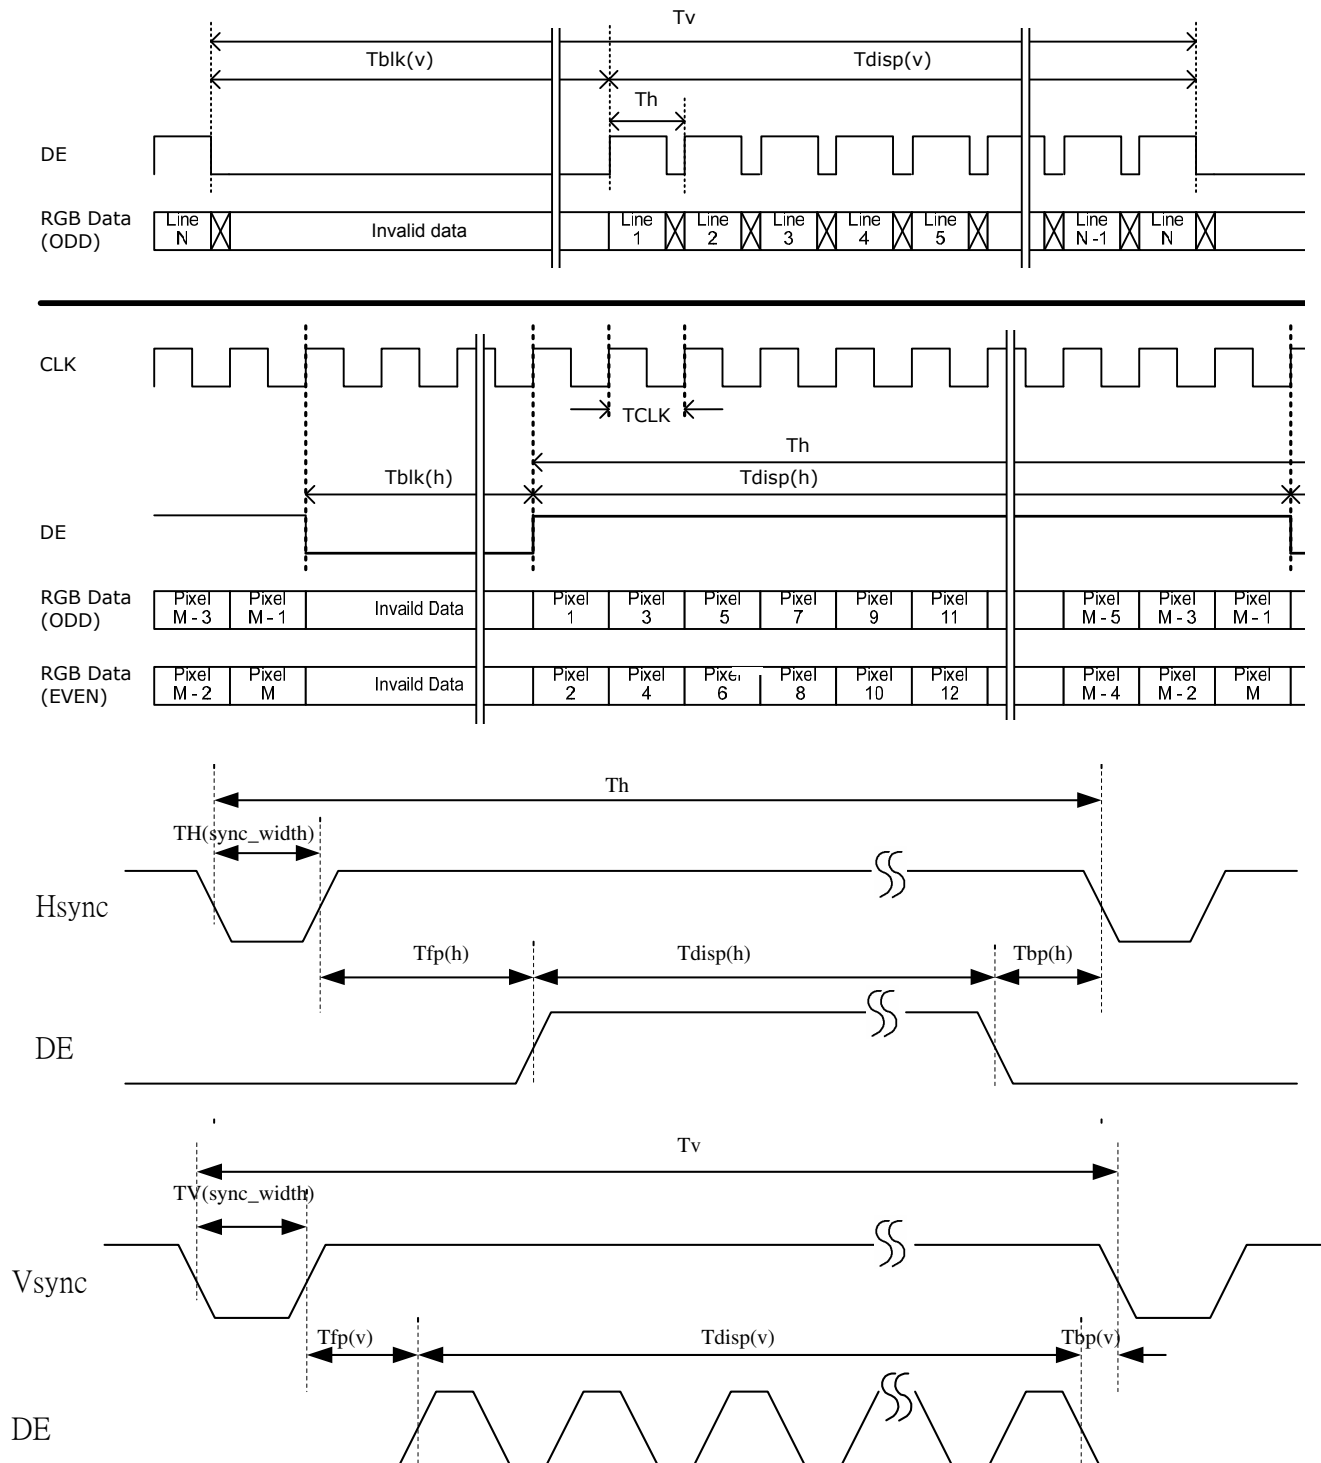 Tv
Tblk(v) Tdisp(v)
Th
DE
RGB Data
(ODD)
Line
N
Invalid data
Line
1
Line
2
Line
3
Line
4
Line
5
Line
N -1
Line
N
CLK
TCLK
Th
Tblk(h) Tdisp(h)
DE
RGB Data
(ODD)
Pixel
M - 3
Pixel
M - 1
Invaild Data
Pixel
1
Pixel
3
Pixel
5
Pixel
7
Pixel
9
Pixel
11
Pixel
M - 5
Pixel
M - 3
Pixel
M - 1
RGB Data
(EVEN)
Pixel
M - 2
Pixel
M
Invaild Data
Pixel
2
Pixel
4
Pixel
6
Pixel
8
Pixel
10
Pixel
12
Pixel
M - 4
Pixel
M - 2
Pixel
M
Th
TH(sync_width)
Hsync
Tfp(h) Tdisp(h) Tbp(h)
DE
Tv
TV(sync_width)
Vsync
Tfp(v) Tdisp(v) Tbp(v)
DE